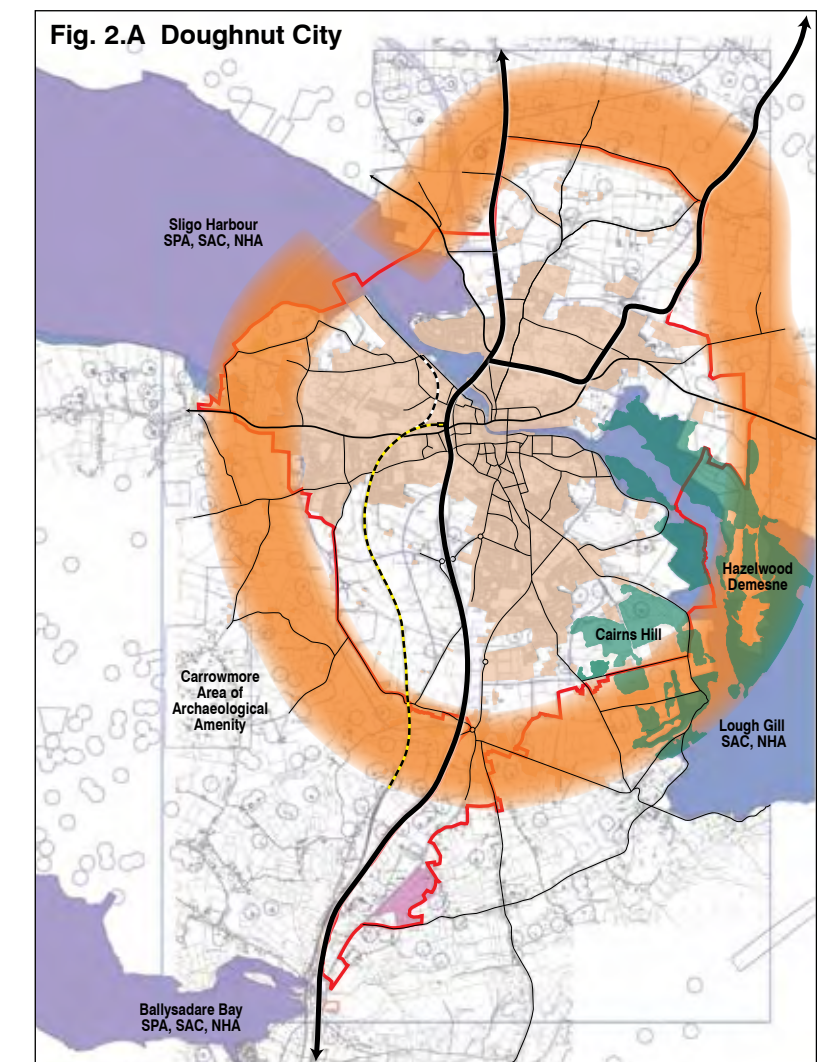 Fig. 2.A Doughnut City
Sligo Harbour
SPA, SAC, NHA
Hazelwood
Demesne
Cairns Hill
Carrowmore
Area of
Archaeological
Amenity
Lough Gill
SAC, NHA
Ballysadare Bay
SPA, SAC, NHA